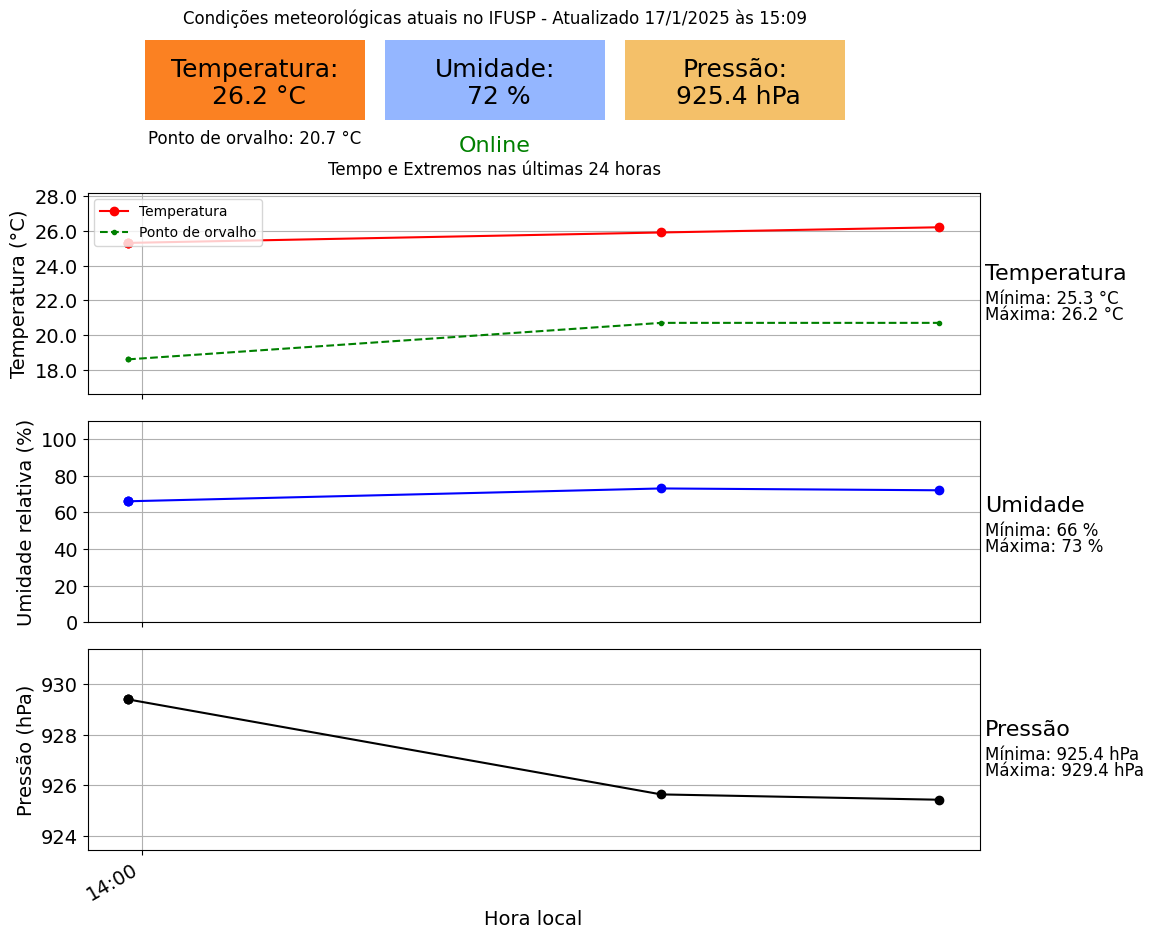 Condições meteorológicas atuais no IFUSP - Atualizado 17/1/2025 às 15:09
Temperatura:
26.2 °C
Umidade:
72 %
Pressão:
925.4 hPa
Ponto de orvalho: 20.7 °C
Online
Tempo e Extremos nas últimas 24 horas
Temperatura (°C)
28.0
26.0
24.0
22.0
20.0
18.0
Temperatura
Ponto de orvalho
Temperatura
Mínima: 25.3 °C
Máxima: 26.2 °C
Umidade relativa (%)
100
80
60
40
20
0
Umidade
Mínima: 66 %
Máxima: 73 %
Pressão (hPa)
930
928
926
924
Pressão
Mínima: 925.4 hPa
Máxima: 929.4 hPa
14:00
Hora local